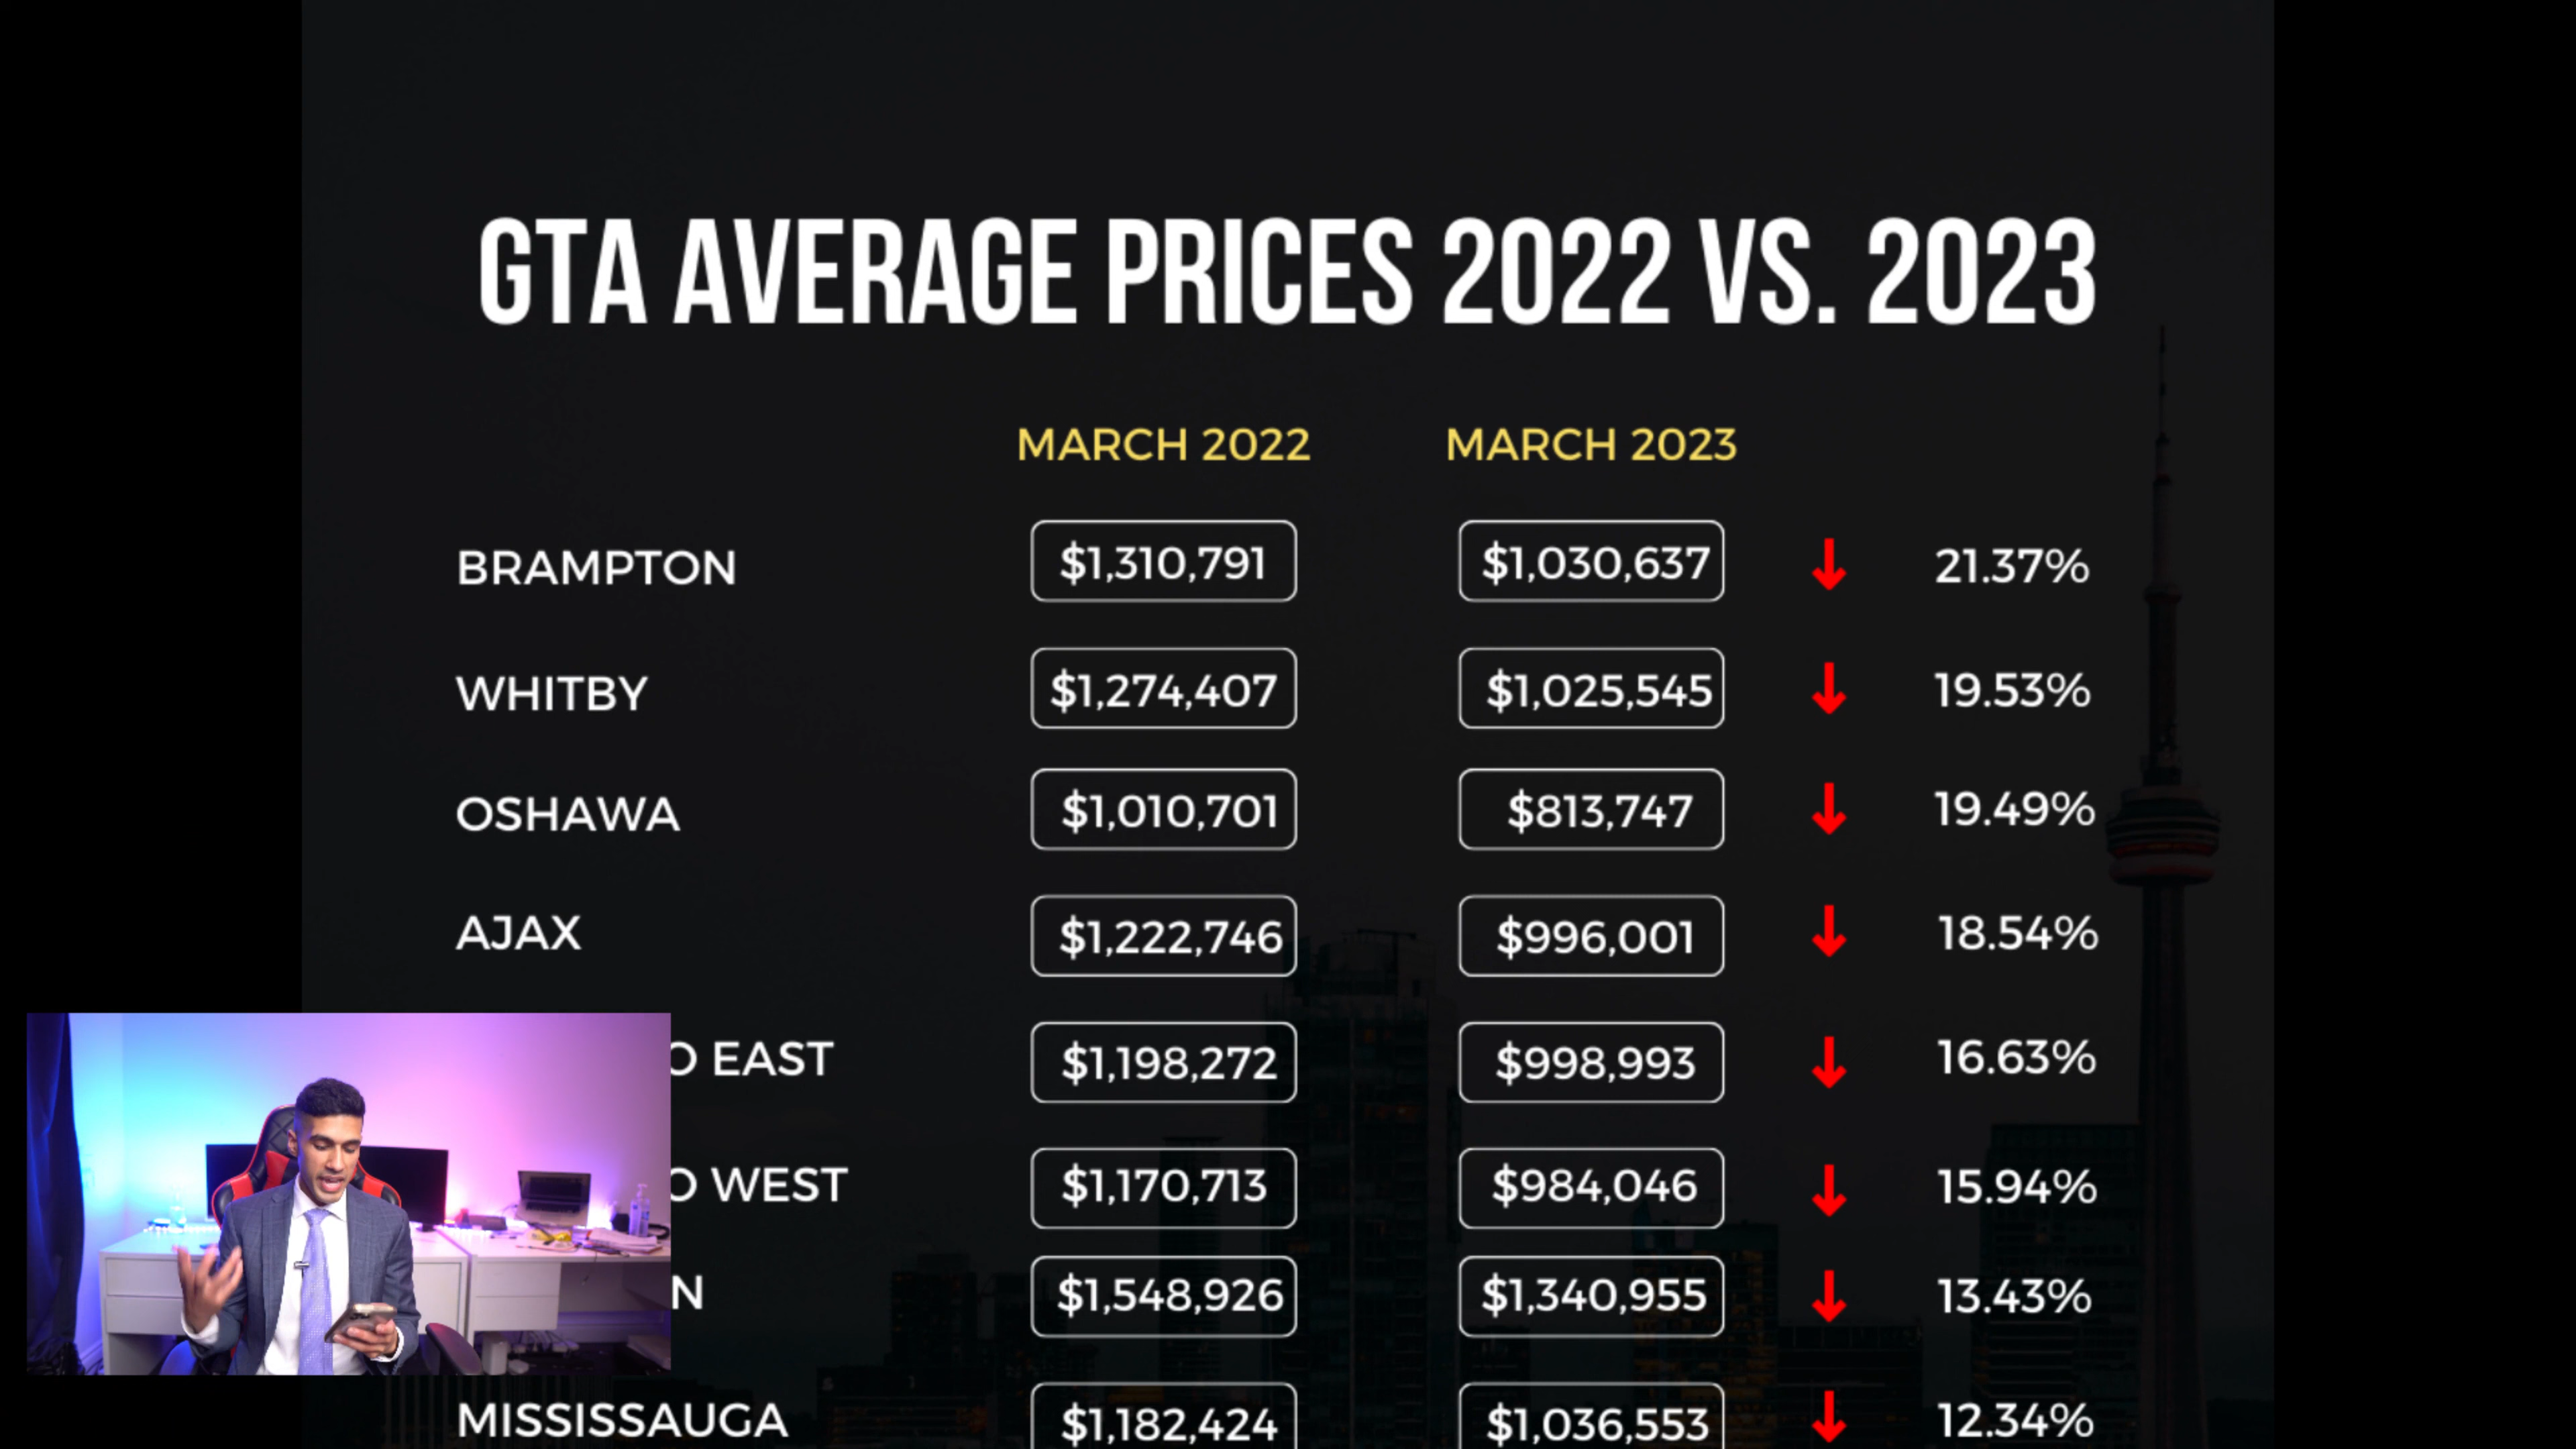 GTA AVERAGE PRICES 2022 VS. 2023
MARCH 2022 MARCH 2023
BRAMPTON $1,310,791 $1,030,637 21.37%
WHITBY $1,274,407 $1,025,545 19.53%
OSHAWA $1,010,701 $813,747 19.49%
AJAX $1,222,746 $996,001 18.54%
O EAST $1,198,272 $998,993 16.63%
O WEST $1,170,713 $984,046 15.94%
N $1,548,926 $1,340,955 13.43%
MISSISSAUGA $1,182,424 $1,036,553 12.34%